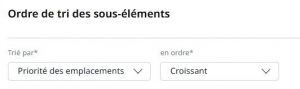 Ordre de tri des sous-éléments
Trié par* en ordre*
Priorité des emplacements Croissant